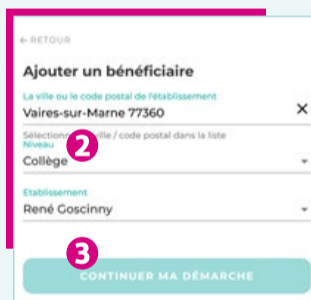 ← RETOUR
Ajouter un bénéficiaire
La ville ou le code postal de l'établissement
Vaires-sur-Marne 77360 ✕
Sélectionn 2 ville / code postal dans la liste
Niveau
Collège
Etablissement
René Goscinny
3
CONTINUER MA DÉMARCHE